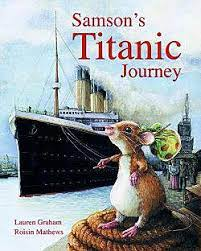 Samson's
Titanic
Journey
Lauren Graham
Roisin Mathews